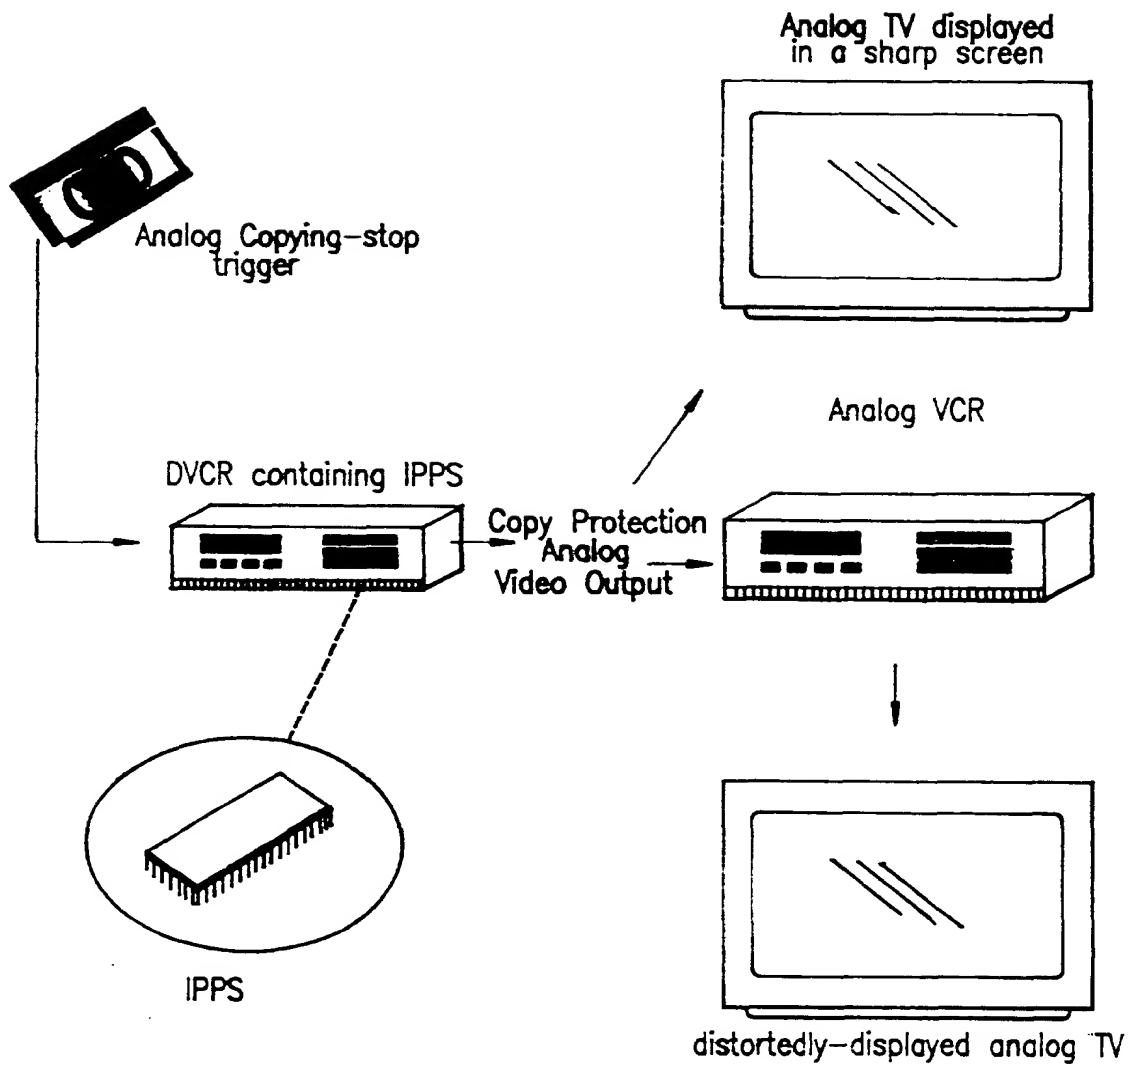 Analog TV displayed
in a sharp screen
Analog Copying-stop
trigger
Analog VCR
DVCR containing IPPS
Copy Protection
Analog
Video Output
IPPS
distortedly-displayed analog TV